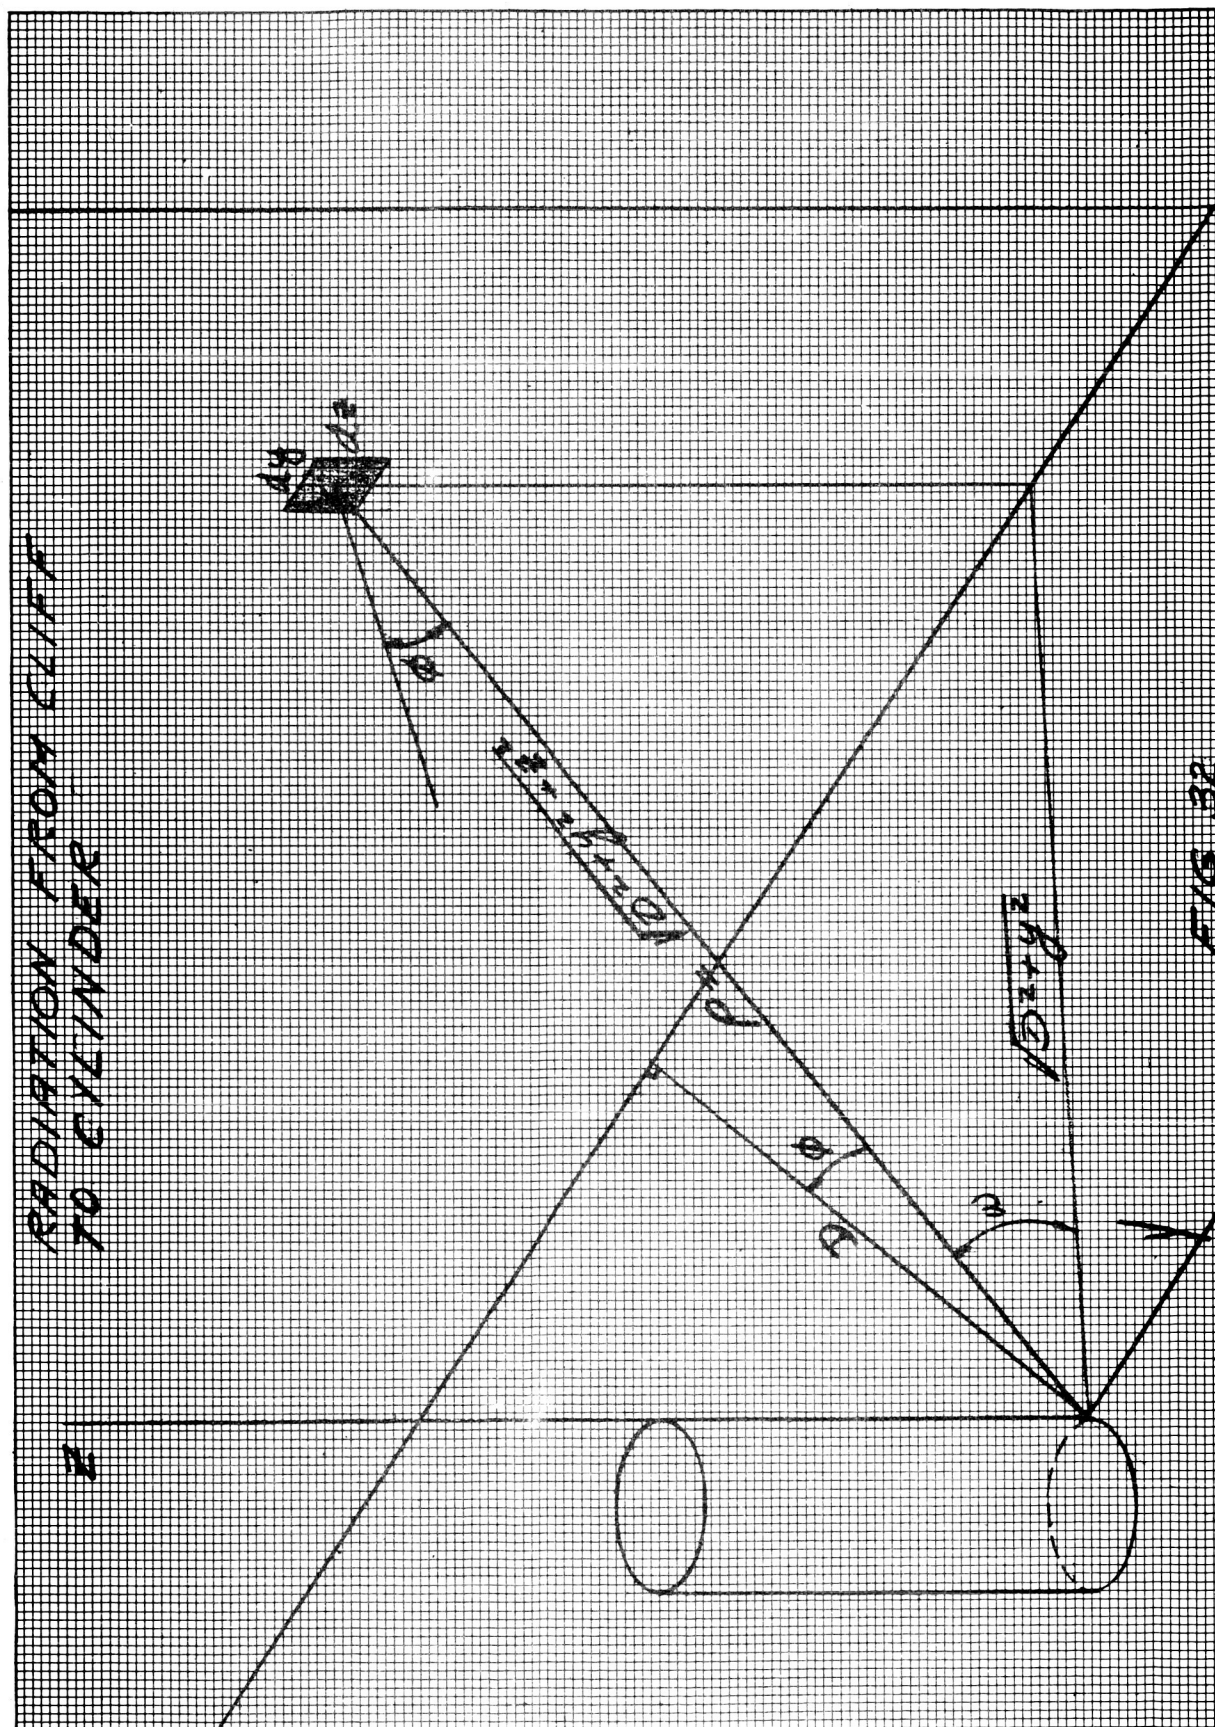 RADIATION FROM CLIFF
TO CYLINDER
Z
dy
dz
φ
ρ = √D²+y²+z²
D
φ
√D²+y²
Y
FIG 32